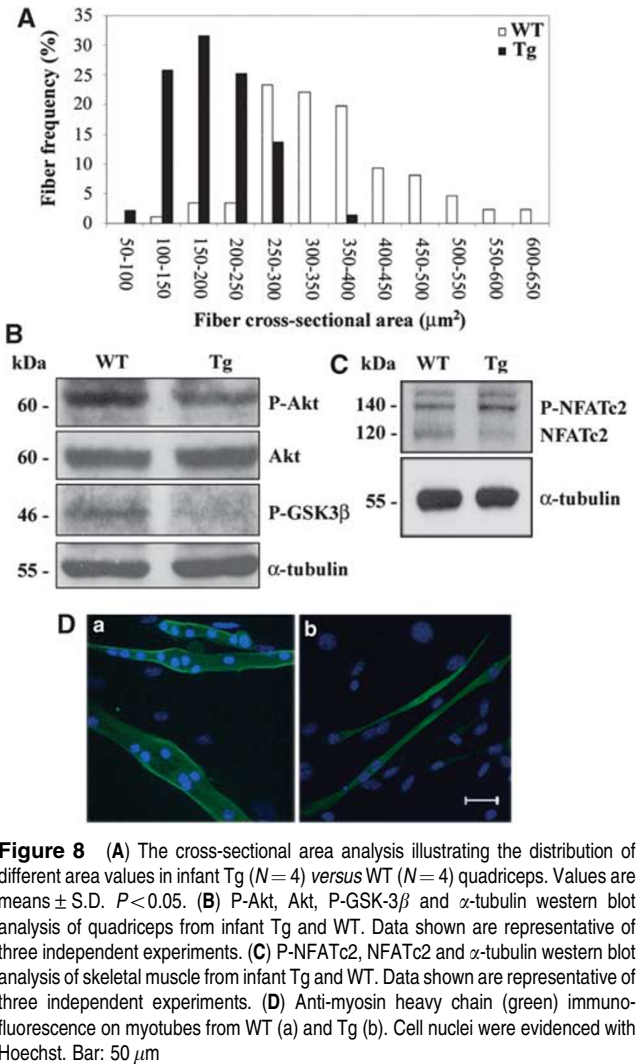 A
35
30
25
20
15
10
5
0
Fiber frequency (%)
WT
Tg
50-100
100-150
150-200
200-250
250-300
300-350
350-400
400-450
450-500
500-550
550-600
600-650
Fiber cross-sectional area (μm²)
B
kDa WT Tg
60 - P-Akt
60 - Akt
46 - P-GSK3β
55 - α-tubulin
C kDa WT Tg
140 - P-NFATc2
120 - NFATc2
55 - α-tubulin
D a b
Figure 8 (A) The cross-sectional area analysis illustrating the distribution of
different area values in infant Tg (N = 4) versus WT (N = 4) quadriceps. Values are
means ± S.D. P<0.05. (B) P-Akt, Akt, P-GSK-3β and α-tubulin western blot
analysis of quadriceps from infant Tg and WT. Data shown are representative of
three independent experiments. (C) P-NFATc2, NFATc2 and α-tubulin western blot
analysis of skeletal muscle from infant Tg and WT. Data shown are representative of
three independent experiments. (D) Anti-myosin heavy chain (green) immuno-
fluorescence on myotubes from WT (a) and Tg (b). Cell nuclei were evidenced with
Hoechst. Bar: 50 μm